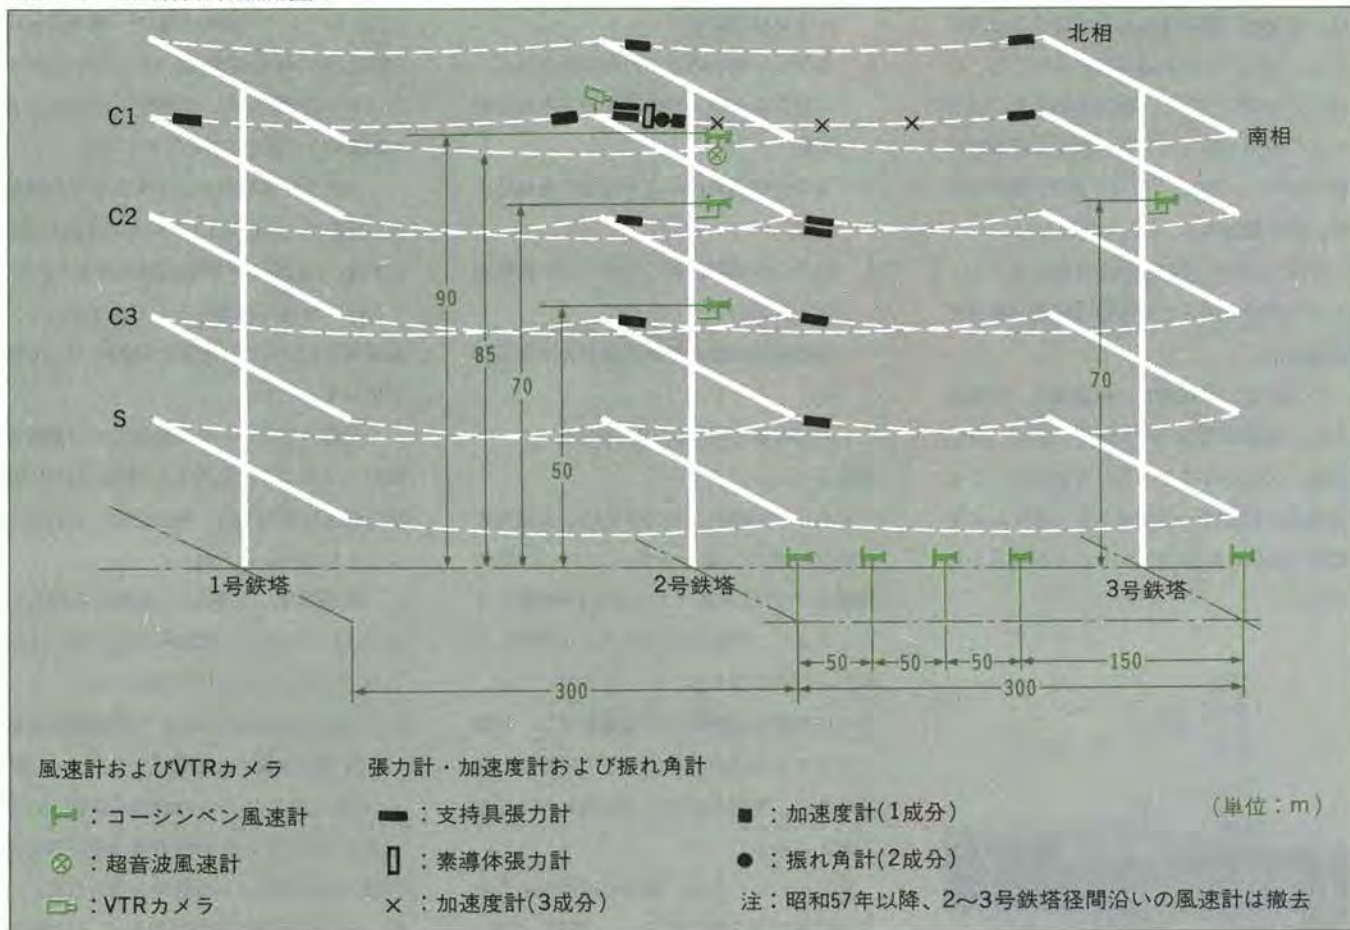 北相
C1
南相
C2
90
C3
85
70
70
S
50
1号鉄塔
2号鉄塔
3号鉄塔
50
50
50
150
300
300
風速計およびVTRカメラ
張力計・加速度計および振れ角計
：コーシンベン風速計
：支持具張力計
：加速度計(1成分)
(単位：m)
：超音波風速計
：素導体張力計
：振れ角計(2成分)
：VTRカメラ
：加速度計(3成分)
注：昭和57年以降、2〜3号鉄塔径間沿いの風速計は撤去